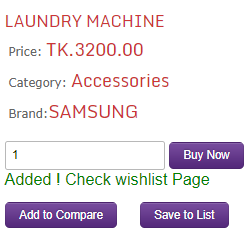 LAUNDRY MACHINE
Price: TK.3200.00
Category: Accessories
Brand:SAMSUNG
1 Buy Now
Added ! Check wishlist Page
Add to Compare Save to List